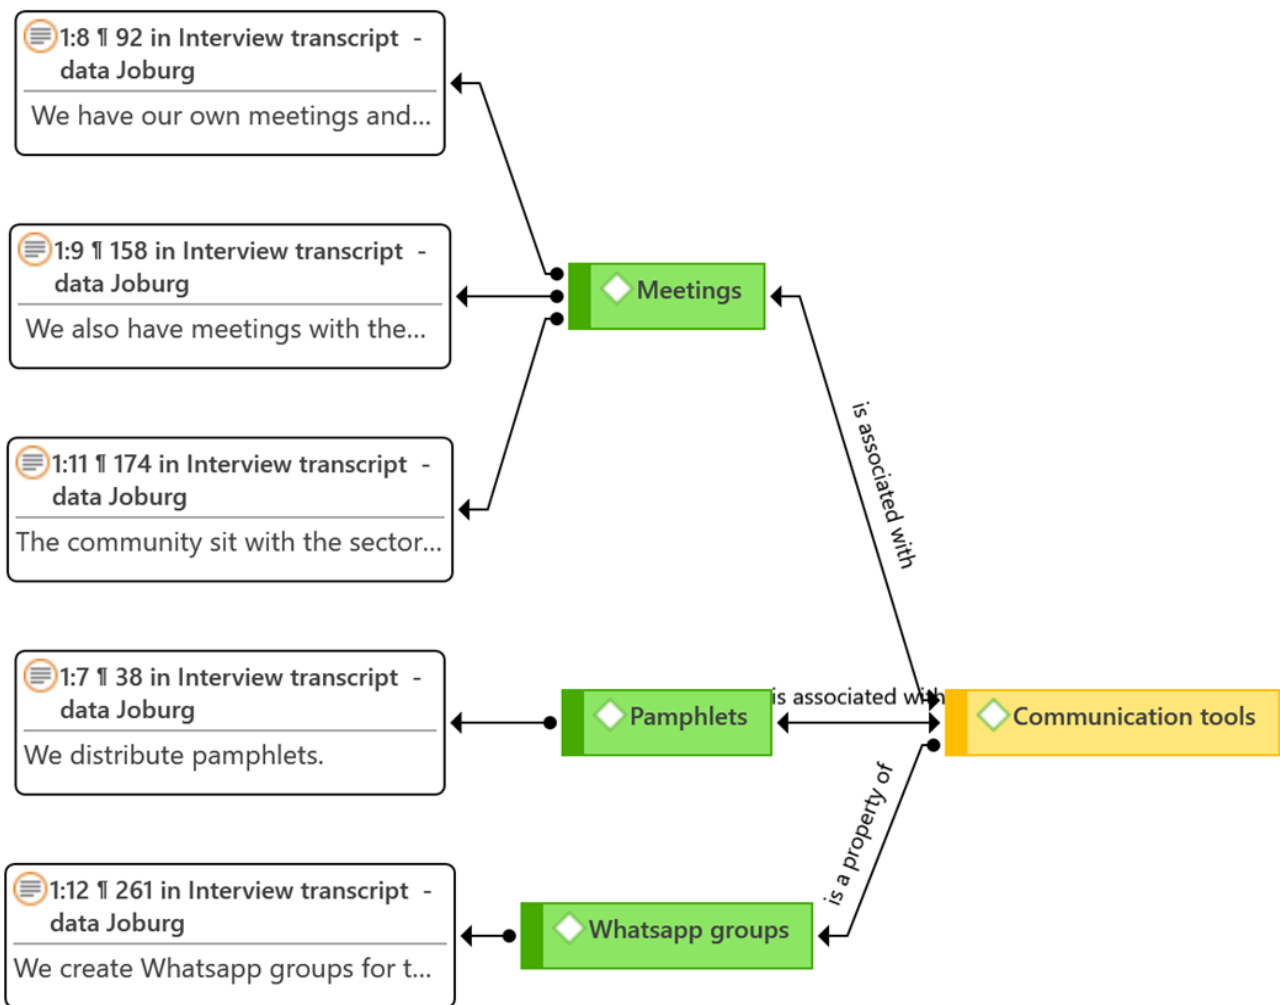 1:8 ¶ 92 in Interview transcript -
data Joburg
We have our own meetings and...
1:9 ¶ 158 in Interview transcript -
data Joburg
We also have meetings with the...
Meetings
1:11 ¶ 174 in Interview transcript -
data Joburg
The community sit with the sector...
is associated with
1:7 ¶ 38 in Interview transcript -
data Joburg
We distribute pamphlets.
Pamphlets
is associated with
Communication tools
is a property of
1:12 ¶ 261 in Interview transcript -
data Joburg
We create Whatsapp groups for t...
Whatsapp groups